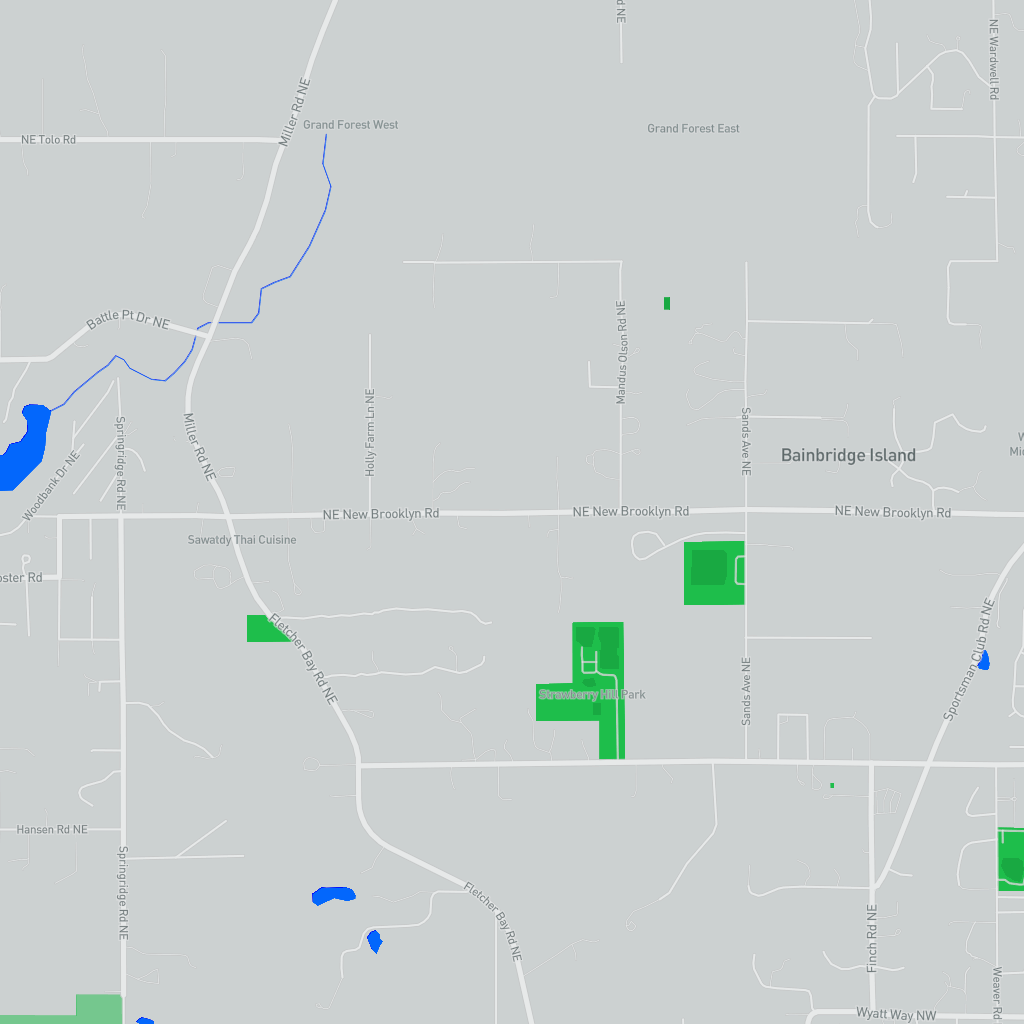 NE Wardwell Rd
Miller Rd NE
Grand Forest West
Grand Forest East
NE Tolo Rd
Battle Pt Dr NE
Mandus Olson Rd NE
Holly Farm Ln NE
Miller Rd NE
Springridge Rd NE
Sands Ave NE
Bainbridge Island
Woodbank Dr NE
NE New Brooklyn Rd
NE New Brooklyn Rd
NE New Brooklyn Rd
Sawatdy Thai Cuisine
Rd
Fletcher Bay Rd NE
Sportsman Club Rd NE
Sands Ave NE
Strawberry Hill Park
Hansen Rd NE
Springridge Rd NE
Fletcher Bay Rd NE
Finch Rd NE
Weaver Rd
Wyatt Way NW